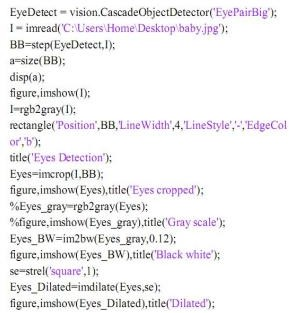 EyeDetect = vision.CascadeObjectDetector('EyePairBig');
I = imread('C:\Users\Home\Desktop\baby.jpg');
BB=step(EyeDetect,I);
a=size(BB);
disp(a);
figure,imshow(I);
I=rgb2gray(I);
rectangle('Position',BB,'LineWidth',4,'LineStyle','-','EdgeCol
or','b');
title('Eyes Detection');
Eyes=imcrop(I,BB);
figure,imshow(Eyes),title('Eyes cropped');
%Eyes_gray=rgb2gray(Eyes);
%figure,imshow(Eyes_gray),title('Gray scale');
Eyes_BW=im2bw(Eyes_gray,0.12);
figure,imshow(Eyes_BW),title('Black white');
se=strel('square',1);
Eyes_Dilated=imdilate(Eyes,se);
figure,imshow(Eyes_Dilated),title('Dilated');